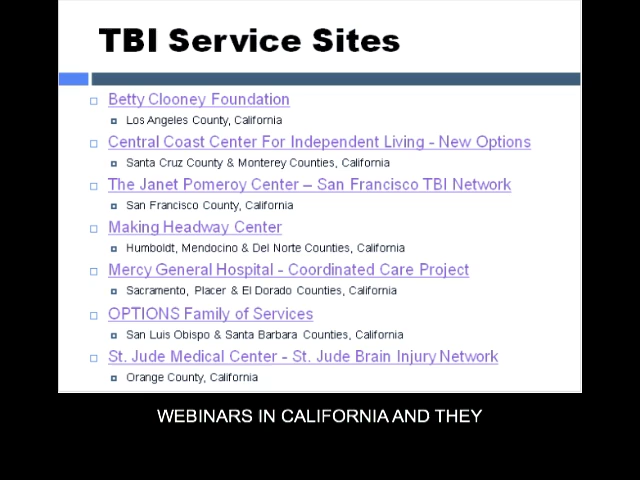 TBI Service Sites
Betty Clooney Foundation
Los Angeles County, California
Central Coast Center For Independent Living - New Options
Santa Cruz County & Monterey Counties, California
The Janet Pomeroy Center – San Francisco TBI Network
San Francisco County, California
Making Headway Center
Humboldt, Mendocino & Del Norte Counties, California
Mercy General Hospital - Coordinated Care Project
Sacramento, Placer & El Dorado Counties, California
OPTIONS Family of Services
San Luis Obispo & Santa Barbara Counties, California
St. Jude Medical Center - St. Jude Brain Injury Network
Orange County, California
WEBINARS IN CALIFORNIA AND THEY